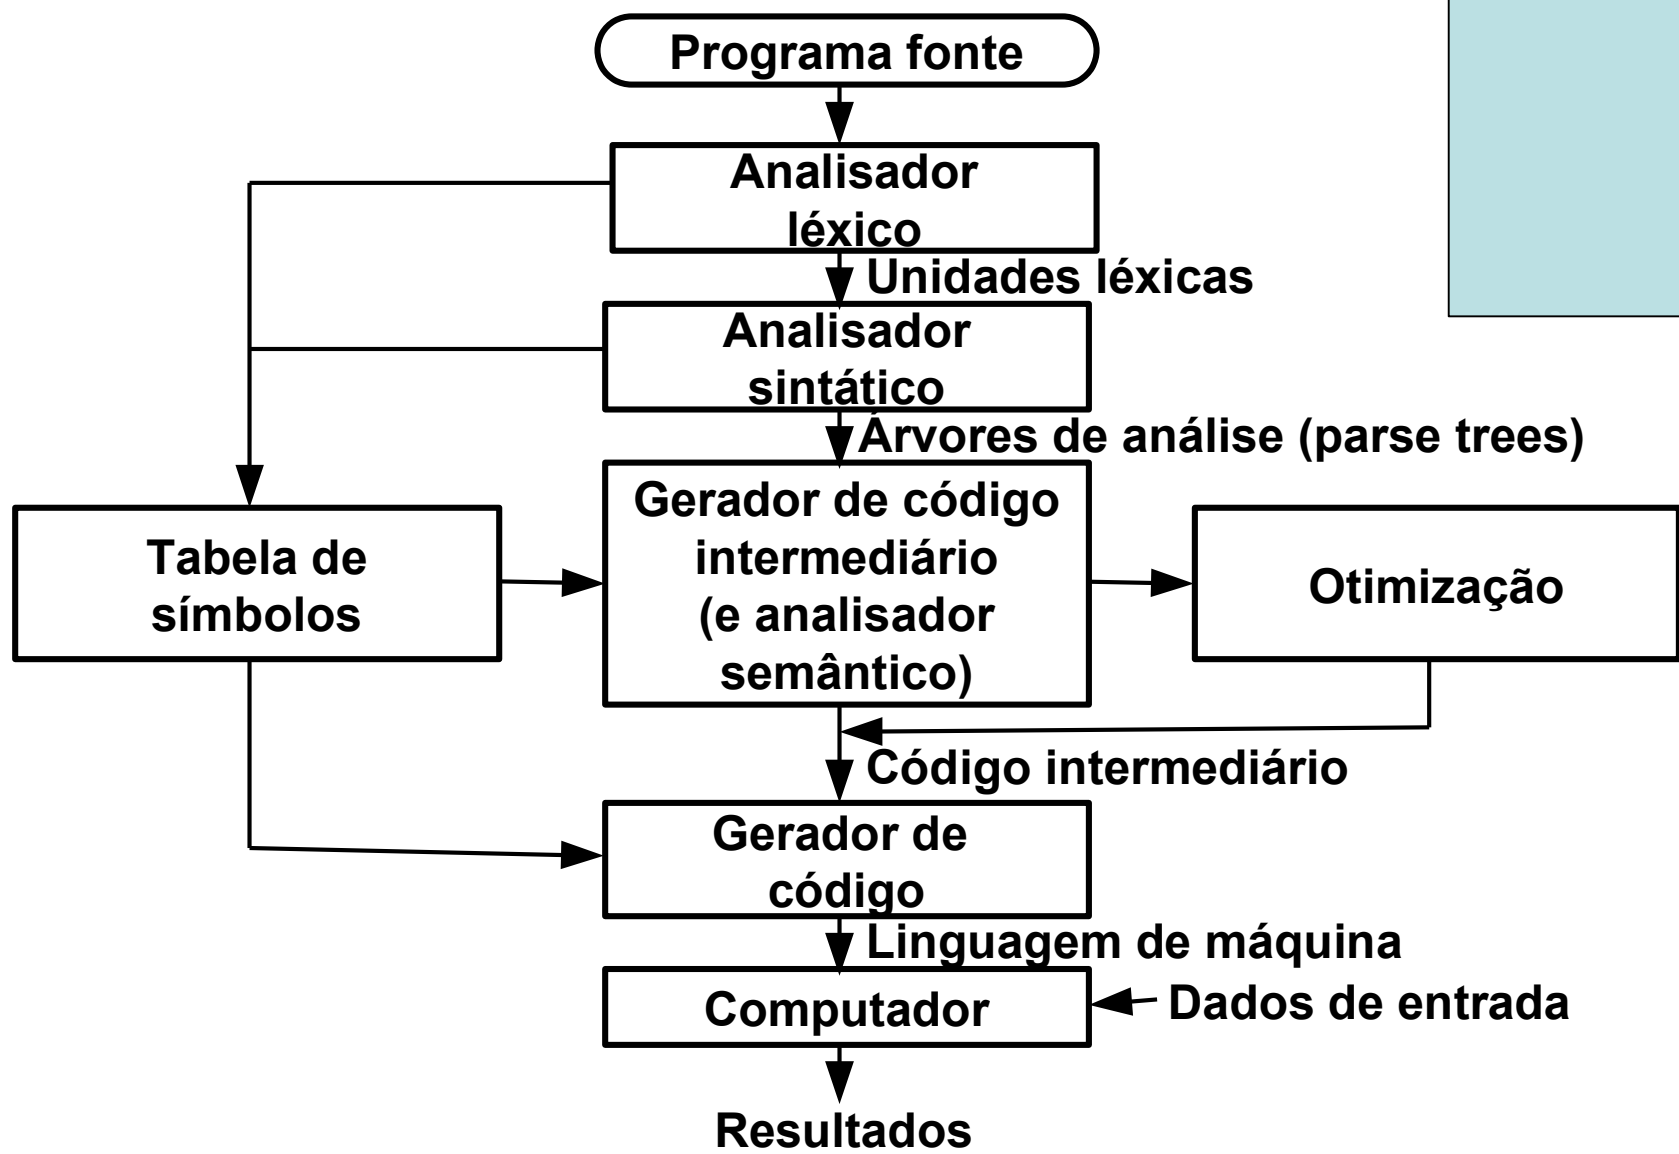 Programa fonte
Analisador
léxico
Unidades léxicas
Analisador
sintático
Árvores de análise (parse trees)
Gerador de código
intermediário
(e analisador
semântico)
Tabela de
símbolos
Otimização
Código intermediário
Gerador de
código
Linguagem de máquina
Computador
Dados de entrada
Resultados